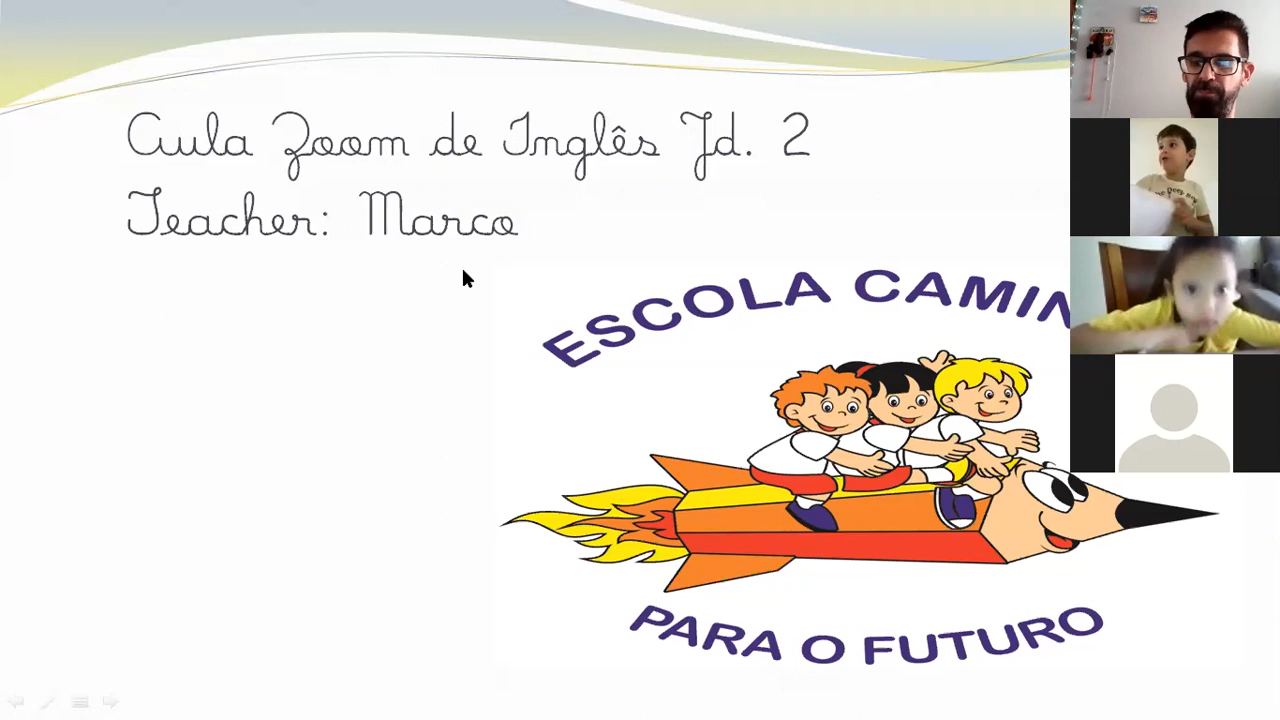 Aula Zoom de Inglês Jd. 2
Teacher: Marco
ESCOLA CAMIN
PARA O FUTURO